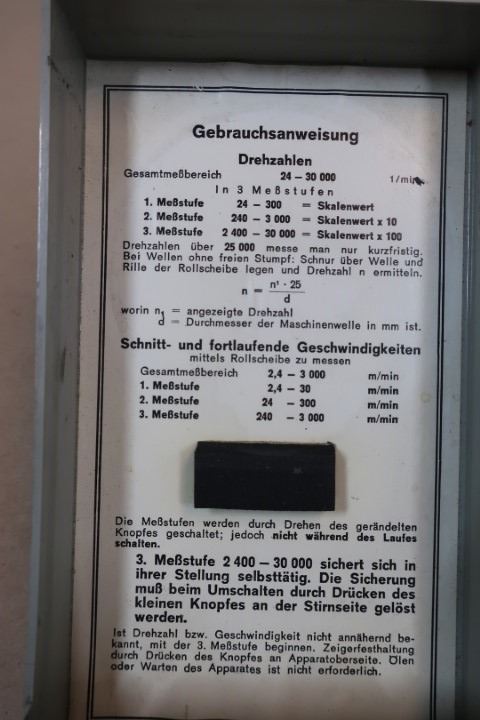 Gebrauchsanweisung
Drehzahlen
Gesamtmeßbereich 24 – 30 000 1/min
In 3 Meßstufen
1. Meßstufe 24 – 300 = Skalenwert
2. Meßstufe 240 – 3 000 = Skalenwert x 10
3. Meßstufe 2 400 – 30 000 = Skalenwert x 100
Drehzahlen über 25 000 messe man nur kurzfristig.
Bei Wellen ohne freien Stumpf: Schnur über Welle und
Rille der Rollscheibe legen und Drehzahl n ermitteln.
n = n¹ · 25 / d
worin n₁ = angezeigte Drehzahl
d = Durchmesser der Maschinenwelle in mm ist.
Schnitt- und fortlaufende Geschwindigkeiten
mittels Rollscheibe zu messen
Gesamtmeßbereich 2,4 – 3 000 m/min
1. Meßstufe 2,4 – 30 m/min
2. Meßstufe 24 – 300 m/min
3. Meßstufe 240 – 3 000 m/min
Die Meßstufen werden durch Drehen des gerändelten
Knopfes geschaltet; jedoch nicht während des Laufes
schalten.
3. Meßstufe 2 400 – 30 000 sichert sich in
ihrer Stellung selbsttätig. Die Sicherung
muß beim Umschalten durch Drücken des
kleinen Knopfes an der Stirnseite gelöst
werden.
Ist Drehzahl bzw. Geschwindigkeit nicht annähernd be-
kannt, mit der 3. Meßstufe beginnen. Zeigerfesthaltung
durch Drücken des Knopfes an Apparatoberseite. Ölen
oder Warten des Apparates ist nicht erforderlich.